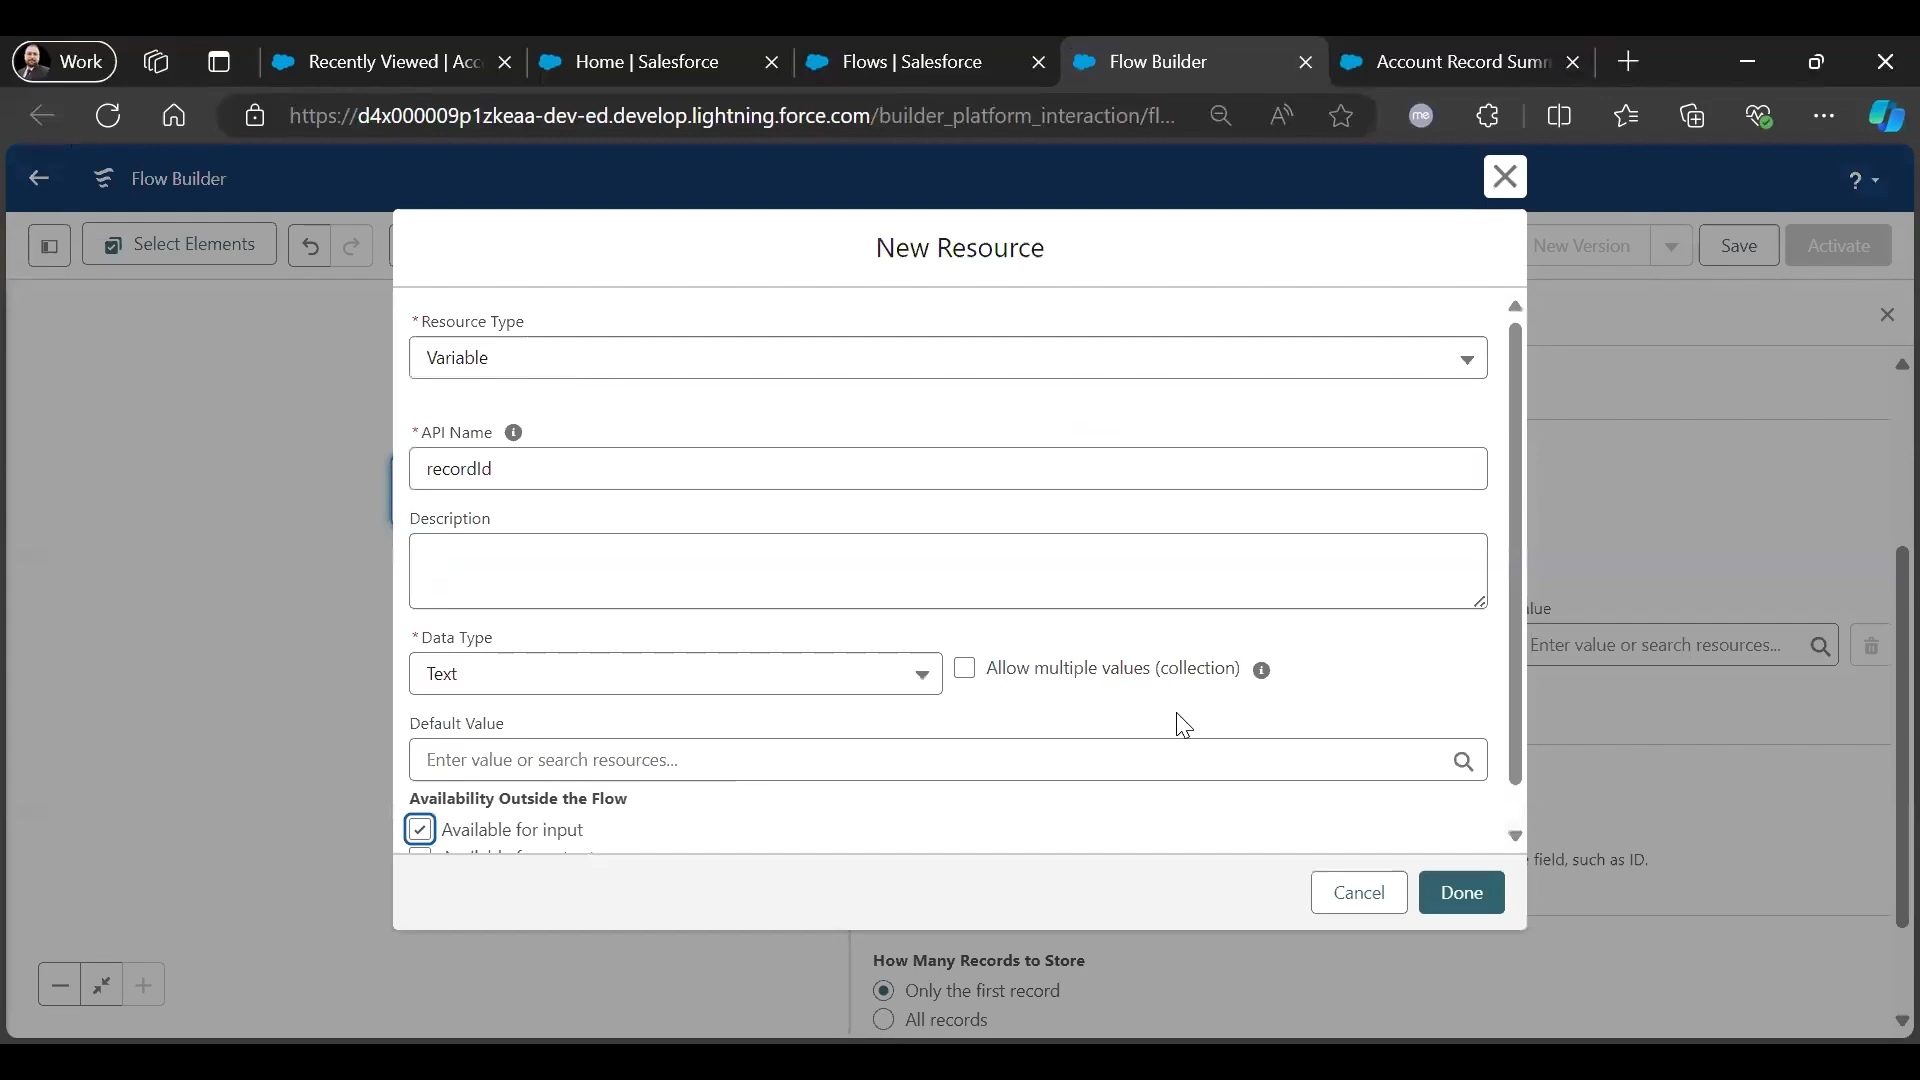 Work
Recently Viewed | Acc
Home | Salesforce
Flows | Salesforce
Flow Builder
Account Record Summ
https://d4x000009p1zkeaa-dev-ed.develop.lightning.force.com/builder_platform_interaction/fl...
me
Flow Builder
?
Select Elements
New Version
Save
Activate
New Resource
* Resource Type
Variable
* API Name
recordId
Description
* Data Type
Text
Allow multiple values (collection)
Default Value
Enter value or search resources...
Availability Outside the Flow
Available for input
Enter value or search resources...
field, such as ID.
Cancel
Done
How Many Records to Store
Only the first record
All records